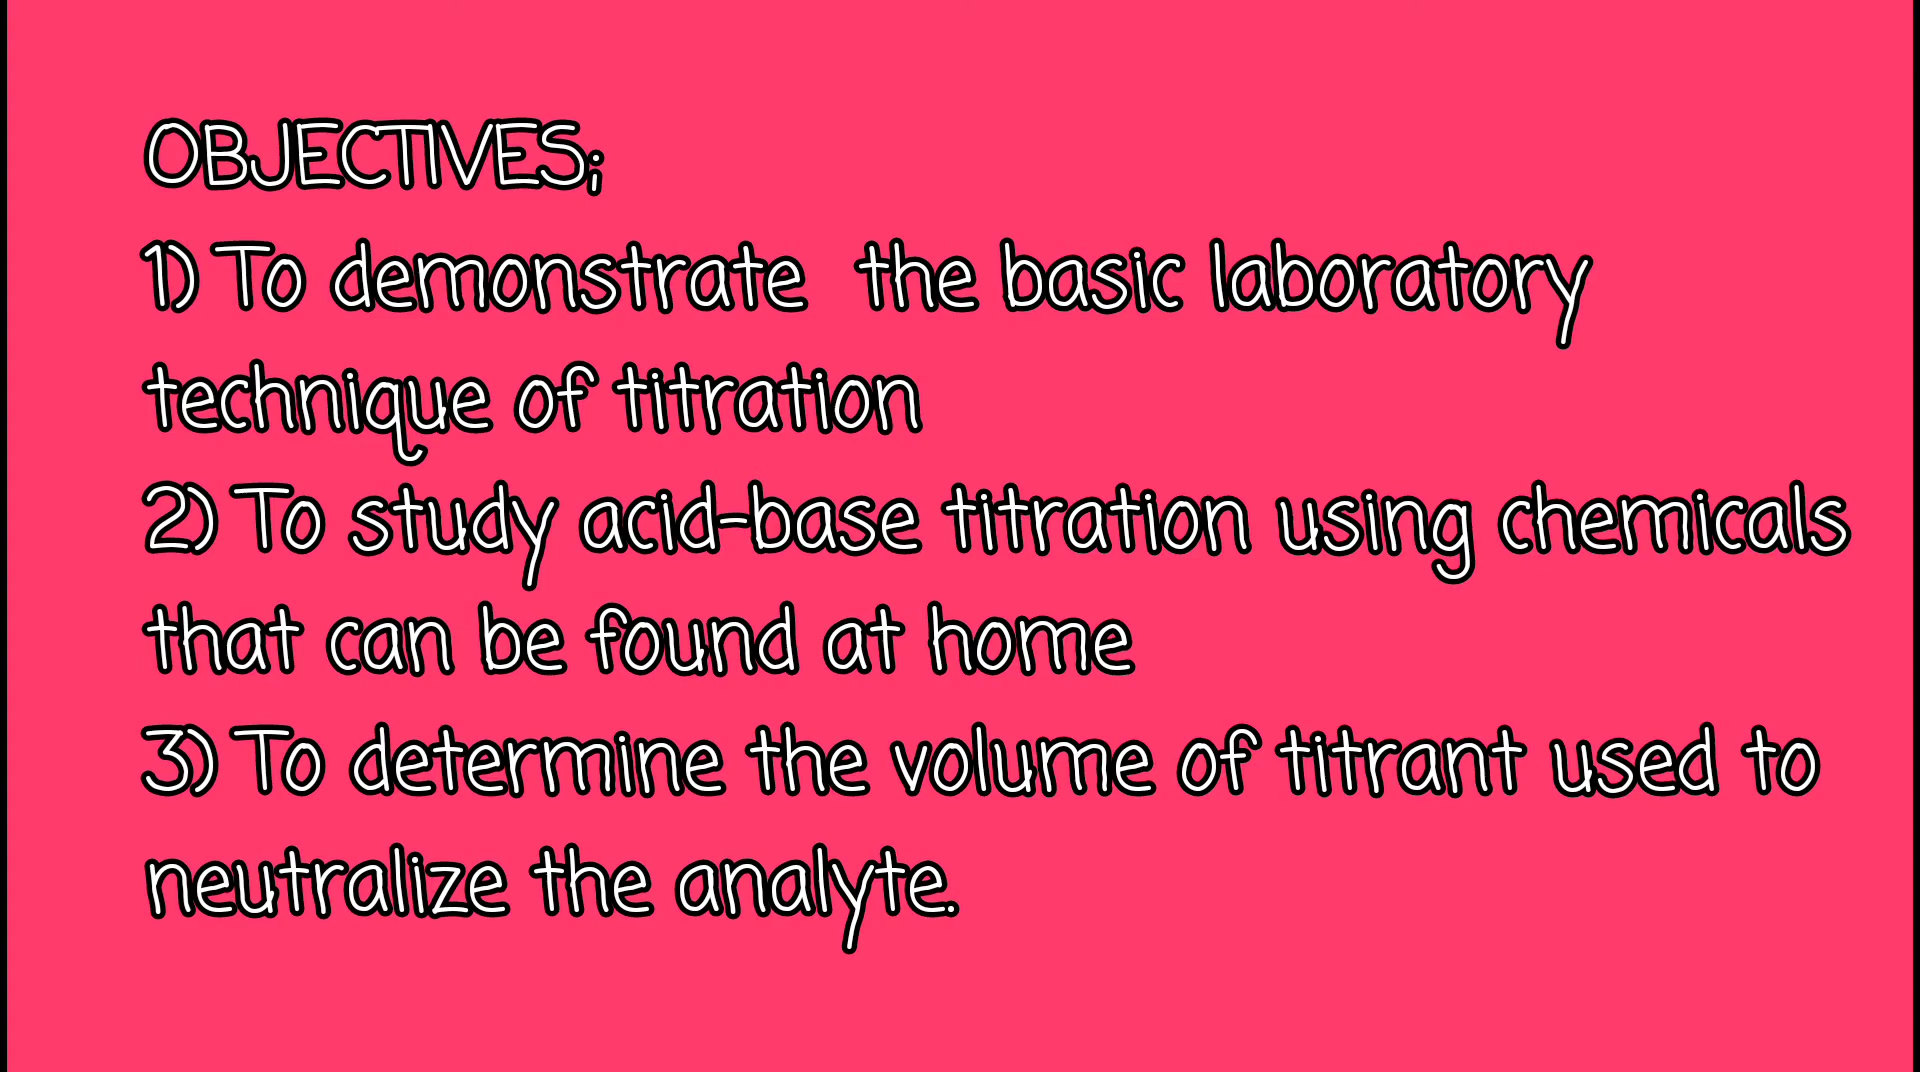 OBJECTIVES;
1) To demonstrate  the basic laboratory
technique of titration
2) To study acid-base titration using chemicals
that can be found at home
3) To determine the volume of titrant used to
neutralize the analyte.